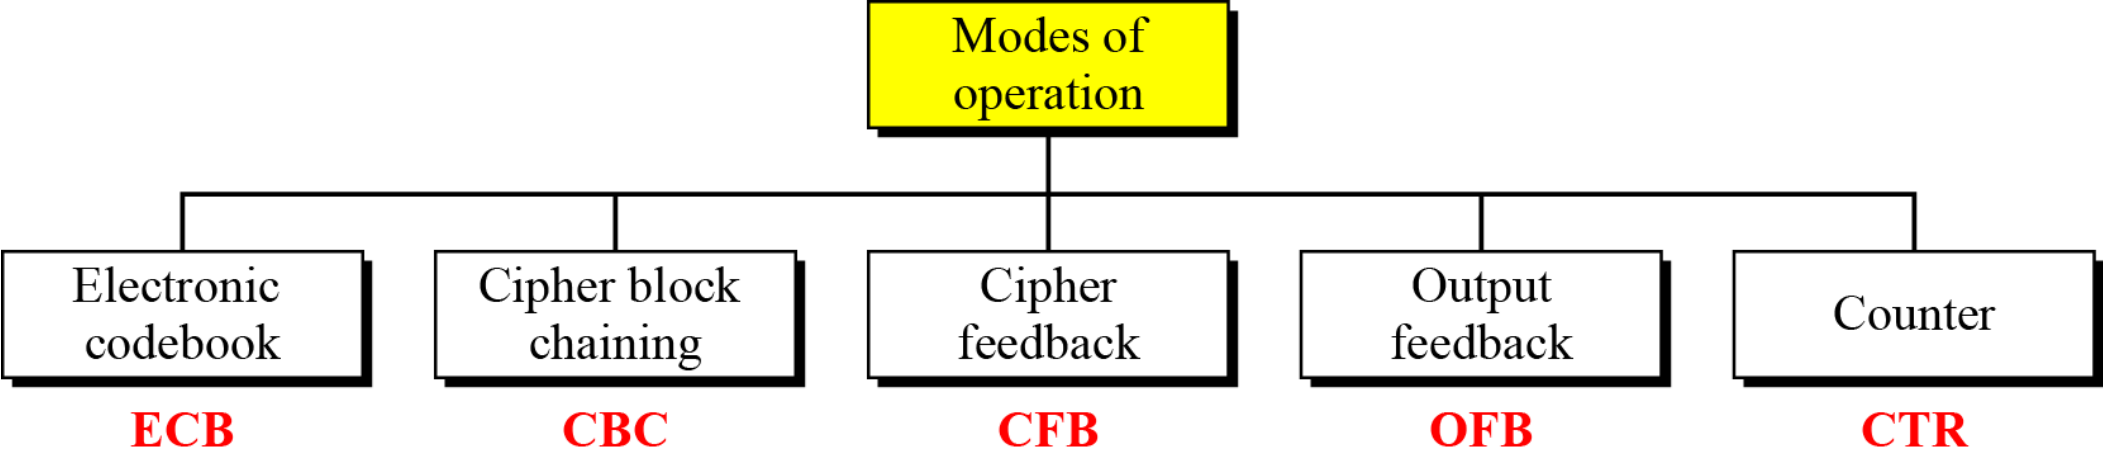 Modes of
operation
Electronic
codebook
Cipher block
chaining
Cipher
feedback
Output
feedback
Counter
ECB
CBC
CFB
OFB
CTR